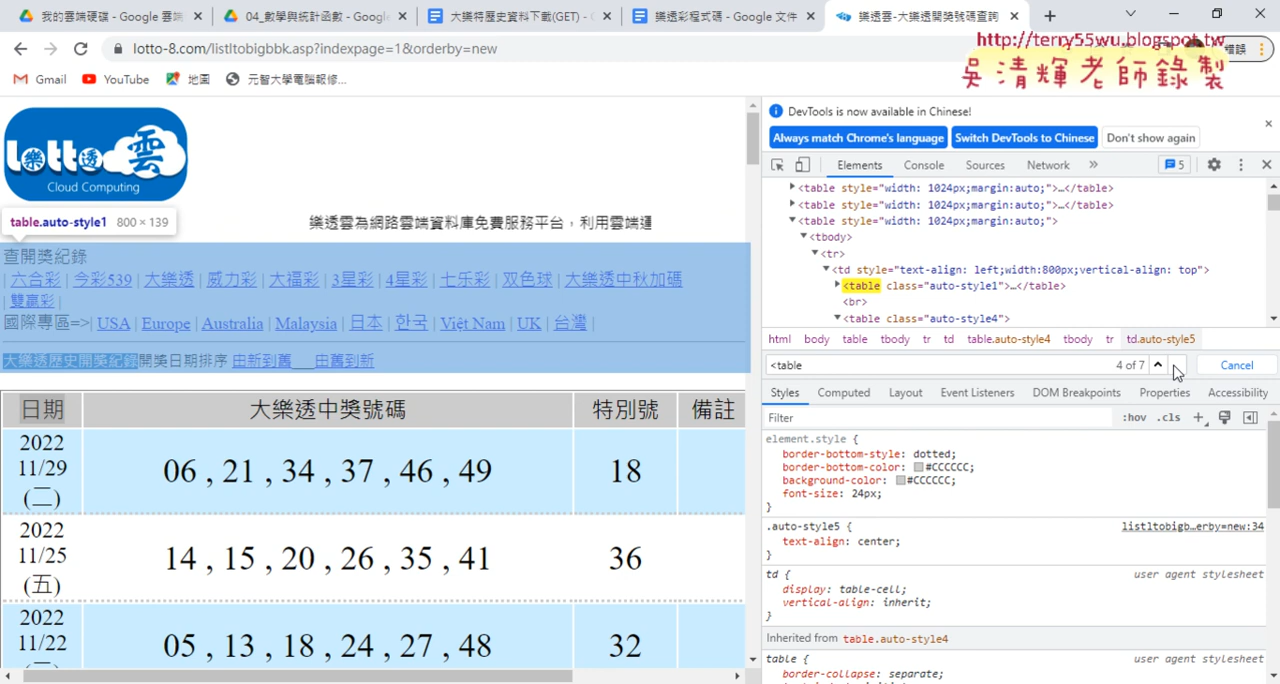 我的雲端硬碟 - Google 雲端
04_數學與統計函數 - Google
大樂特歷史資料下載(GET) - G
樂透彩程式碼 - Google 文件
樂透雲-大樂透開獎號碼查詢
lotto-8.com/listltobigbbk.asp?indexpage=1&orderby=new
http://terry55wu.blogspot.tw
吳清輝老師錄製
Gmail
YouTube
地圖
元智大學電腦報修...
lotto樂透雲
Cloud Computing
table.auto-style1 800 × 139
樂透雲為網路雲端資料庫免費服務平台，利用雲端運
查開獎紀錄
| 六合彩 | 今彩539 | 大樂透 | 威力彩 | 大福彩 | 3星彩 | 4星彩 | 七乐彩 | 双色球 | 大樂透中秋加碼
| 雙贏彩 |
國際專區=>| USA | Europe | Australia | Malaysia | 日本 | 한국 | Việt Nam | UK | 台灣 |
大樂透歷史開獎紀錄開獎日期排序 由新到舊___由舊到新
日期 大樂透中獎號碼 特別號 備註
2022
11/29
(二)
06 , 21 , 34 , 37 , 46 , 49
18
2022
11/25
(五)
14 , 15 , 20 , 26 , 35 , 41
36
2022
11/22
05 , 13 , 18 , 24 , 27 , 48
32
DevTools is now available in Chinese!
Always match Chrome's language
Switch DevTools to Chinese
Don't show again
Elements
Console
Sources
Network
5
<table style="width: 1024px;margin:auto;">…</table>
<table style="width: 1024px;margin:auto;">…</table>
<table style="width: 1024px;margin:auto;">
<tbody>
<tr>
<td style="text-align: left;width:800px;vertical-align: top">
<table class="auto-style1">…</table>
<br>
<table class="auto-style4">
html body table tbody tr td table.auto-style4 tbody tr td.auto-style5
<table
4 of 7
Cancel
Styles
Computed
Layout
Event Listeners
DOM Breakpoints
Properties
Accessibility
Filter
:hov .cls
element.style {
border-bottom-style: dotted;
border-bottom-color: #CCCCCC;
background-color: #CCCCCC;
font-size: 24px;
}
.auto-style5 {
listltobigb…erby=new:34
text-align: center;
}
td {
user agent stylesheet
display: table-cell;
vertical-align: inherit;
}
Inherited from table.auto-style4
table {
user agent stylesheet
border-collapse: separate;